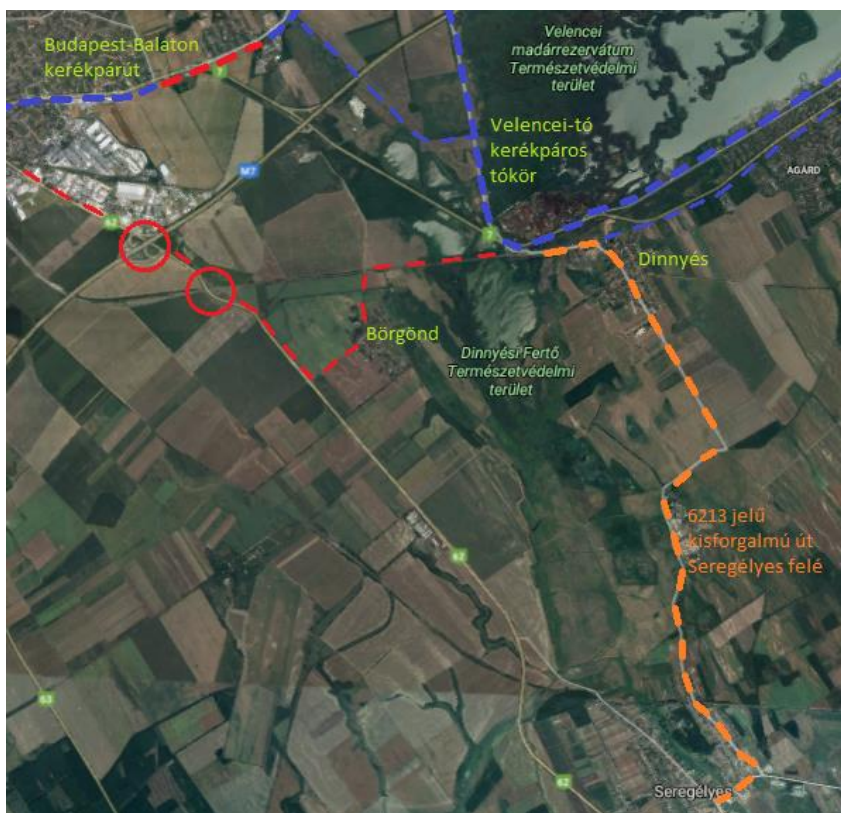 Budapest-Balaton
kerékpárút
7
Velencei
madárrezervátum
Természetvédelmi
terület
Velencei-tó
kerékpáros
tókör
M7
AGÁRD
62
7
Dinnyés
Börgönd
Dinnyési Fertő
Természetvédelmi
terület
6213 jelű
kisforgalmú út
Seregélyes felé
62
63
62
Seregélyes